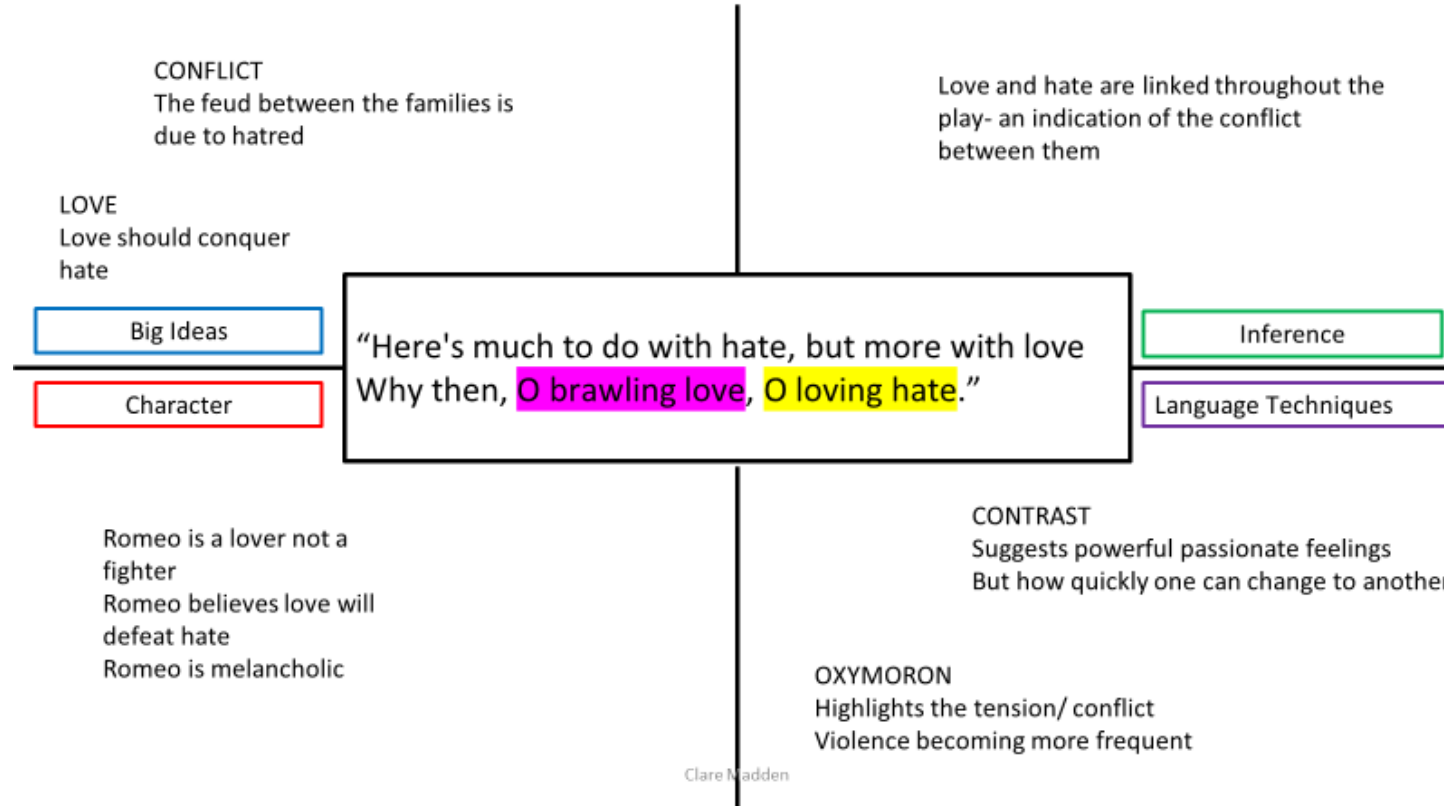 CONFLICT
The feud between the families is
due to hatred
LOVE
Love should conquer
hate
Big Ideas
Love and hate are linked throughout the
play- an indication of the conflict
between them
Inference
“Here's much to do with hate, but more with love
Why then, O brawling love, O loving hate.”
Character
Romeo is a lover not a
fighter
Romeo believes love will
defeat hate
Romeo is melancholic
Language Techniques
CONTRAST
Suggests powerful passionate feelings
But how quickly one can change to another
OXYMORON
Highlights the tension/ conflict
Violence becoming more frequent
Clare Madden